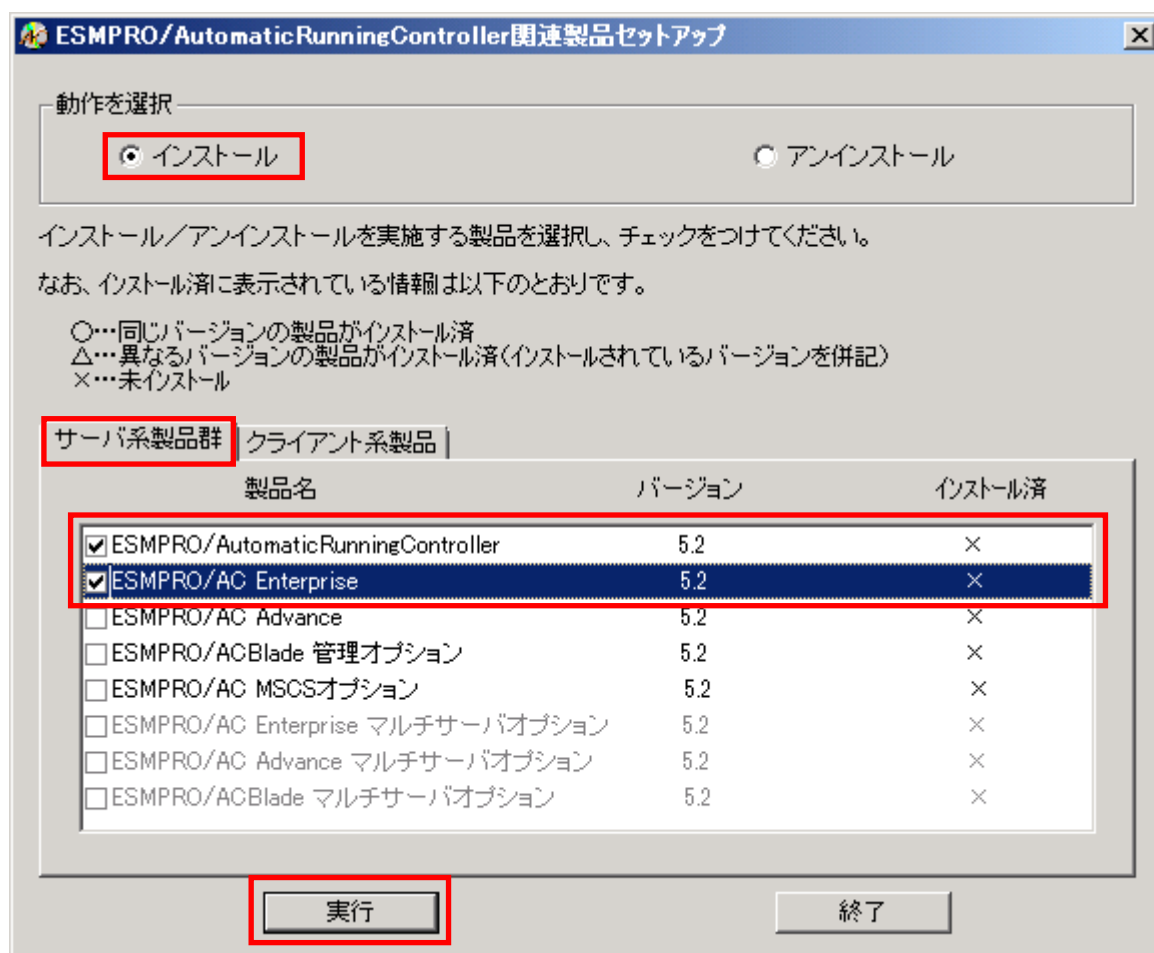 ESMPRO/AutomaticRunningController関連製品セットアップ
動作を選択
インストール
アンインストール
インストール／アンインストールを実施する製品を選択し、チェックをつけてください。
なお、インストール済に表示されている情報は以下のとおりです。
○…同じバージョンの製品がインストール済
△…異なるバージョンの製品がインストール済(インストールされているバージョンを併記)
×…未インストール
サーバ系製品群 クライアント系製品
製品名 バージョン インストール済
ESMPRO/AutomaticRunningController 5.2 ×
ESMPRO/AC Enterprise 5.2 ×
ESMPRO/AC Advance 5.2 ×
ESMPRO/ACBlade 管理オプション 5.2 ×
ESMPRO/AC MSCSオプション 5.2 ×
ESMPRO/AC Enterprise マルチサーバオプション 5.2 ×
ESMPRO/AC Advance マルチサーバオプション 5.2 ×
ESMPRO/ACBlade マルチサーバオプション 5.2 ×
実行 終了